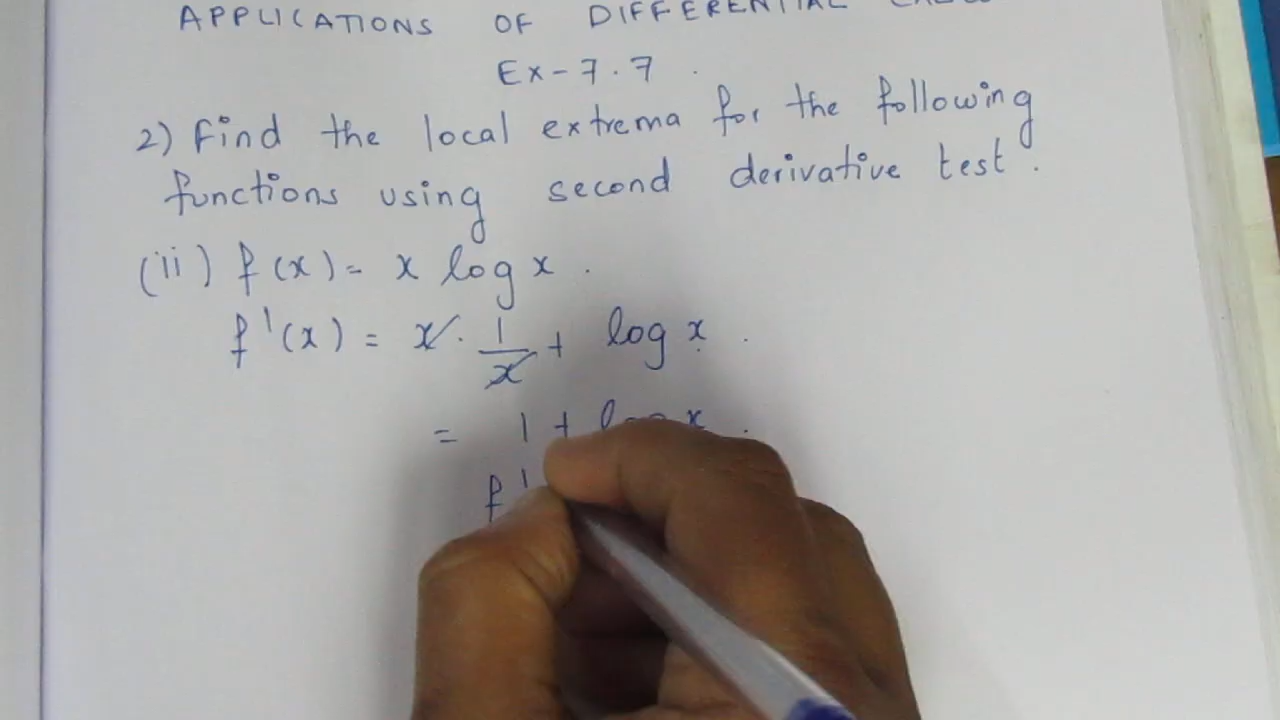 APPLICATIONS OF DIFFERENTIAL
Ex-7.7.
2) Find the local extrema for the following
functions using second derivative test.
(ii) f(x) = x log x.
f'(x) = x · 1/x + log x.
= 1 + log x.
f'